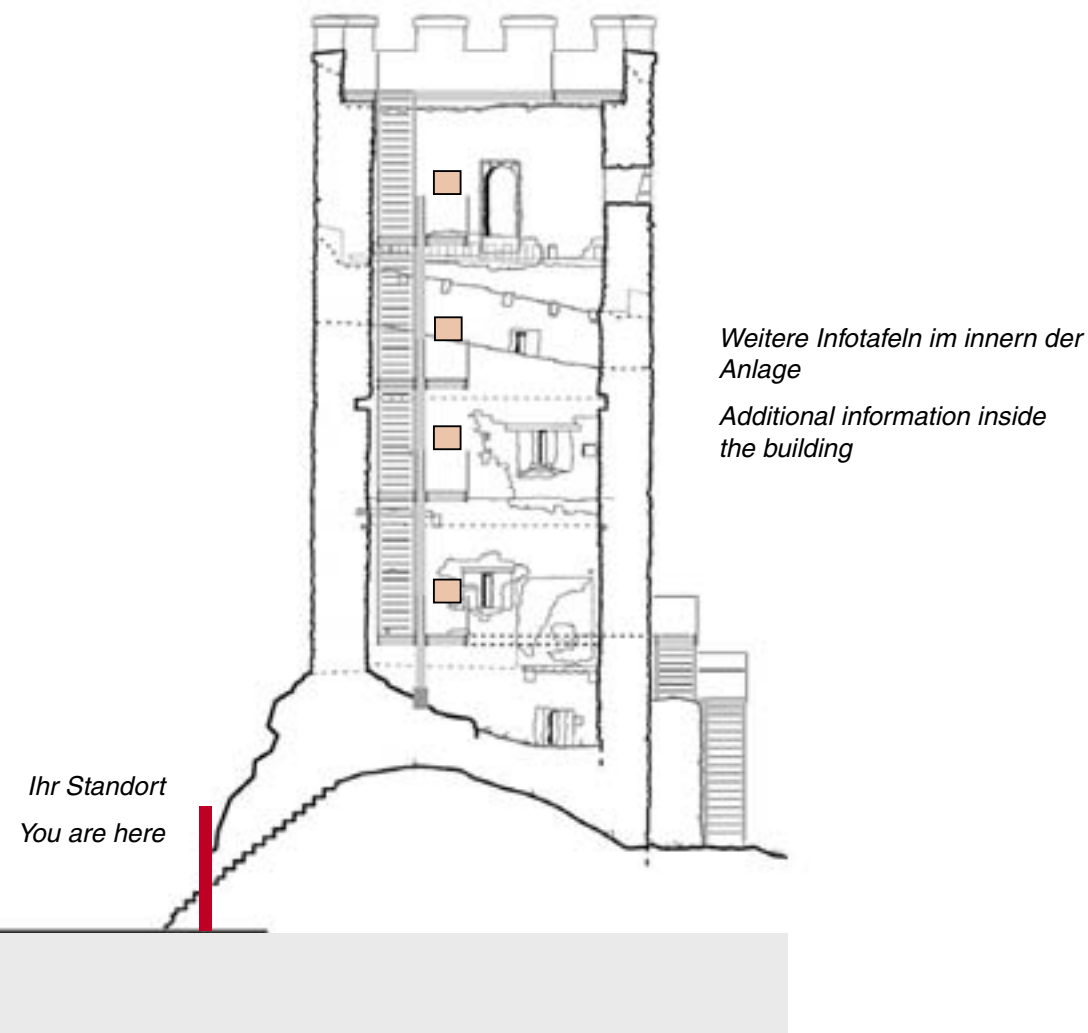 Weitere Infotafeln im innern der
Anlage
Additional information inside
the building
Ihr Standort
You are here